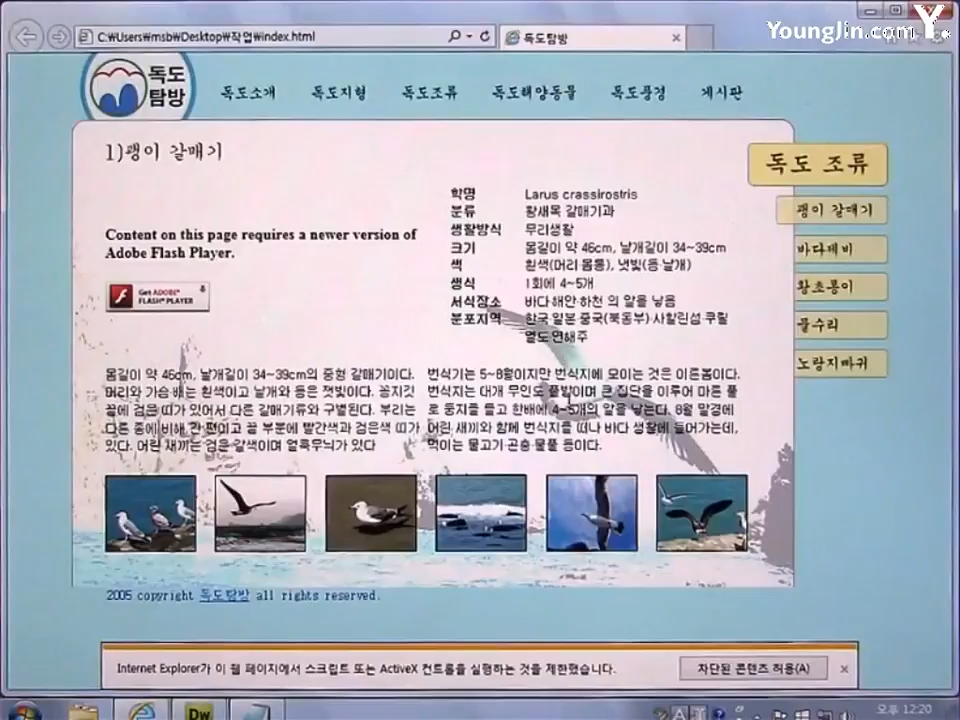 YoungJin.com Y.
C:₩Users₩msb₩Desktop₩작업₩index.html
독도탐방
독도
탐방
독도소개 독도지형 독도조류 독도해양동물 독도풍경 게시판
1)괭이 갈매기
독도 조류
괭이 갈매기
바다제비
황조롱이
물수리
노랑지빠귀
Content on this page requires a newer version of
Adobe Flash Player.
Get ADOBE
FLASH PLAYER
학명 Larus crassirostris
분류 황새목 갈매기과
생활방식 무리생활
크기 몸길이 약 46cm, 날개길이 34~39cm
색 흰색(머리 몸통), 잿빛(등·날개)
생식 1회에 4~5개
서식장소 바다·해안·하천 의 알을 낳음
분포지역 한국·일본·중국(북동부)·사할린섬·쿠릴
열도·연해주
몸길이 약 46cm, 날개길이 34~39cm의 중형 갈매기이다.
머리와 가슴·배는 흰색이고 날개와 등은 잿빛이다. 꽁지깃
끝에 검은 띠가 있어서 다른 갈매기류와 구별된다. 부리는
다른 종에 비해 긴 편이고 끝 부분에 빨간색과 검은색 띠가
있다. 어린 새끼는 검은 갈색이며 얼룩무늬가 있다
번식기는 5~8월이지만 번식지에 모이는 것은 이른봄이다.
번식지는 대개 무인도 풀밭이며 큰 집단을 이루어 마른 풀
로 둥지를 틀고 한배에 4~5개의 알을 낳는다. 8월 말경에
어린 새끼와 함께 번식지를 떠나 바다 생활에 들어가는데,
먹이는 물고기·곤충·물풀 등이다.
2005 copyright 독도탐방 all rights reserved.
Internet Explorer가 이 웹 페이지에서 스크립트 또는 ActiveX 컨트롤을 실행하는 것을 제한했습니다. 차단된 콘텐츠 허용(A)
Dw
오후 12:20